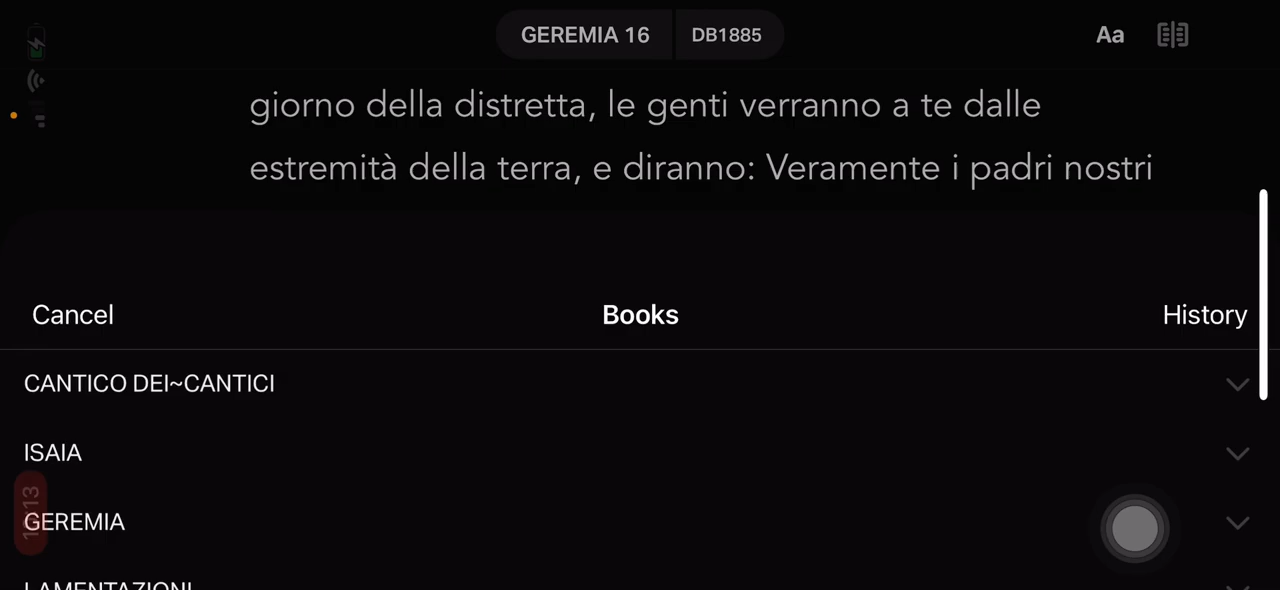 GEREMIA 16 DB1885 Aa
giorno della distretta, le genti verranno a te dalle
estremità della terra, e diranno: Veramente i padri nostri
Cancel Books History
CANTICO DEI~CANTICI
ISAIA
GEREMIA
LAMENTAZIONI